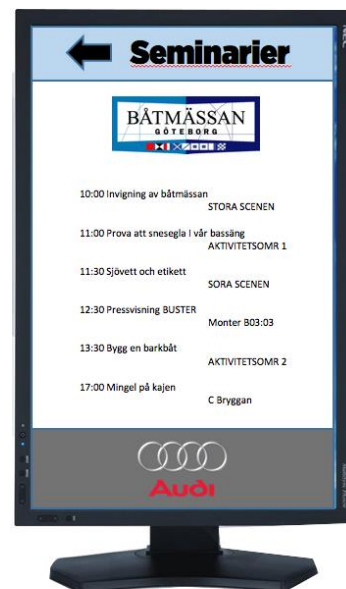 Seminarier
BÅTMÄSSAN
GÖTEBORG
10:00 Invigning av båtmässan
STORA SCENEN
11:00 Prova att snesegla I vår bassäng
AKTIVITETSOMR 1
11:30 Sjövett och etikett
SORA SCENEN
12:30 Pressvisning BUSTER
Monter B03:03
13:30 Bygg en barkbåt
AKTIVITETSOMR 2
17:00 Mingel på kajen
C Bryggan
Audi